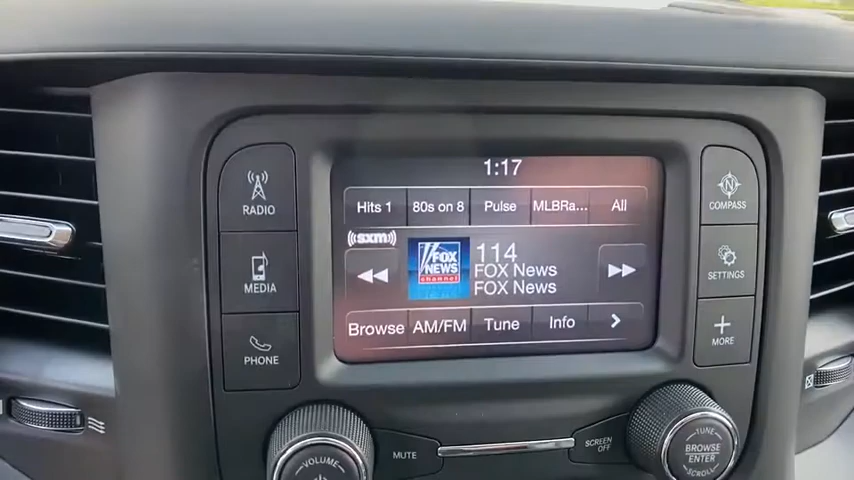 1:17
RADIO
Hits 1 80s on 8 Pulse MLBRa... All
N
COMPASS
((sxm))
FOX
NEWS
channel
114
FOX News
FOX News
MEDIA
SETTINGS
Browse AM/FM Tune Info
PHONE
MORE
VOLUME
MUTE
SCREEN
OFF
TUNE
BROWSE
ENTER
SCROLL